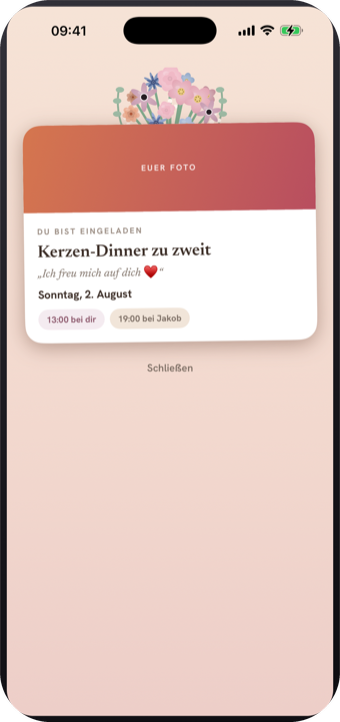 09:41
EUER FOTO
DU BIST EINGELADEN
Kerzen-Dinner zu zweit
„Ich freu mich auf dich ❤️“
Sonntag, 2. August
13:00 bei dir 19:00 bei Jakob
Schließen